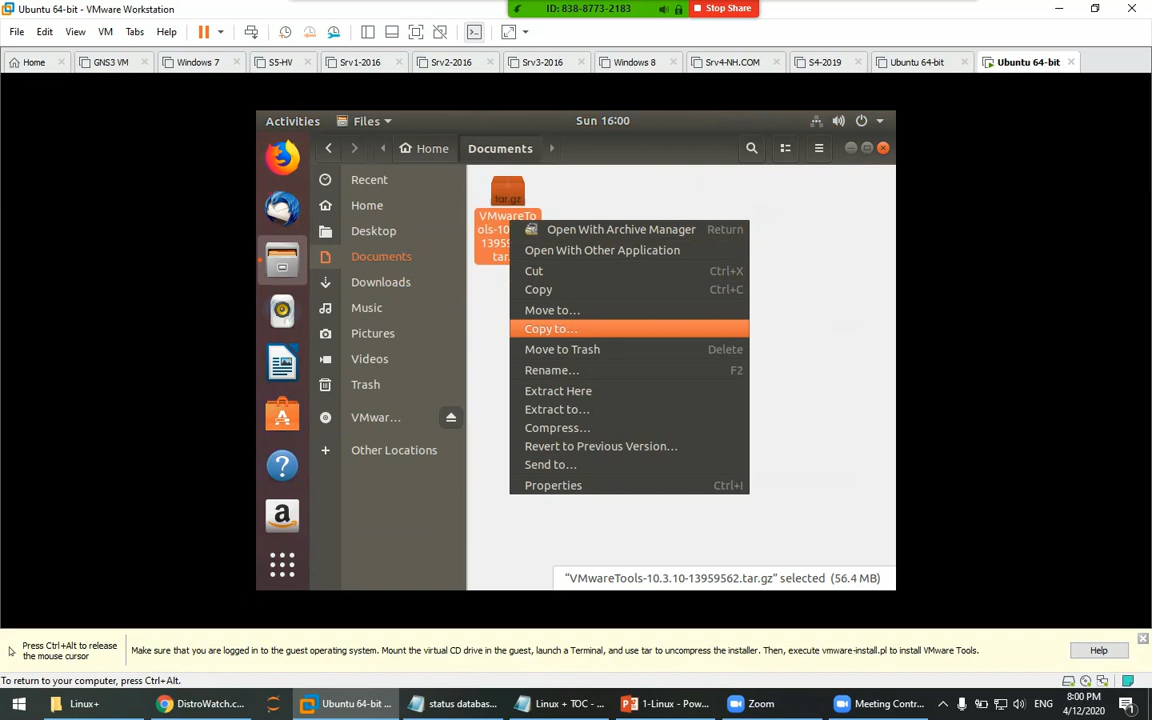 Ubuntu 64-bit - VMware Workstation
ID: 838-8773-2183
Stop Share
File Edit View VM Tabs Help
Home GNS3 VM Windows 7 S5-HV Srv1-2016 Srv2-2016 Srv3-2016 Windows 8 Srv4-NH.COM S4-2019 Ubuntu 64-bit Ubuntu 64-bit
Activities Files Sun 16:00
Home Documents
Recent
Home
Desktop
Documents
Downloads
Music
Pictures
Videos
Trash
VMwar...
Other Locations
tar.gz
VMwareTo
ols-10
1395
tar.
Open With Archive Manager Return
Open With Other Application
Cut Ctrl+X
Copy Ctrl+C
Move to...
Copy to...
Move to Trash Delete
Rename... F2
Extract Here
Extract to...
Compress...
Revert to Previous Version...
Send to...
Properties Ctrl+I
"VMwareTools-10.3.10-13959562.tar.gz" selected (56.4 MB)
Press Ctrl+Alt to release
the mouse cursor
Make sure that you are logged in to the guest operating system. Mount the virtual CD drive in the guest, launch a Terminal, and use tar to uncompress the installer. Then, execute vmware-install.pl to install VMware Tools.
Help
To return to your computer, press Ctrl+Alt.
Linux+ DistroWatch.c... Ubuntu 64-bit ... status databas... Linux + TOC - ... 1-Linux - Pow... Zoom Meeting Contr... ENG
8:00 PM
4/12/2020
1